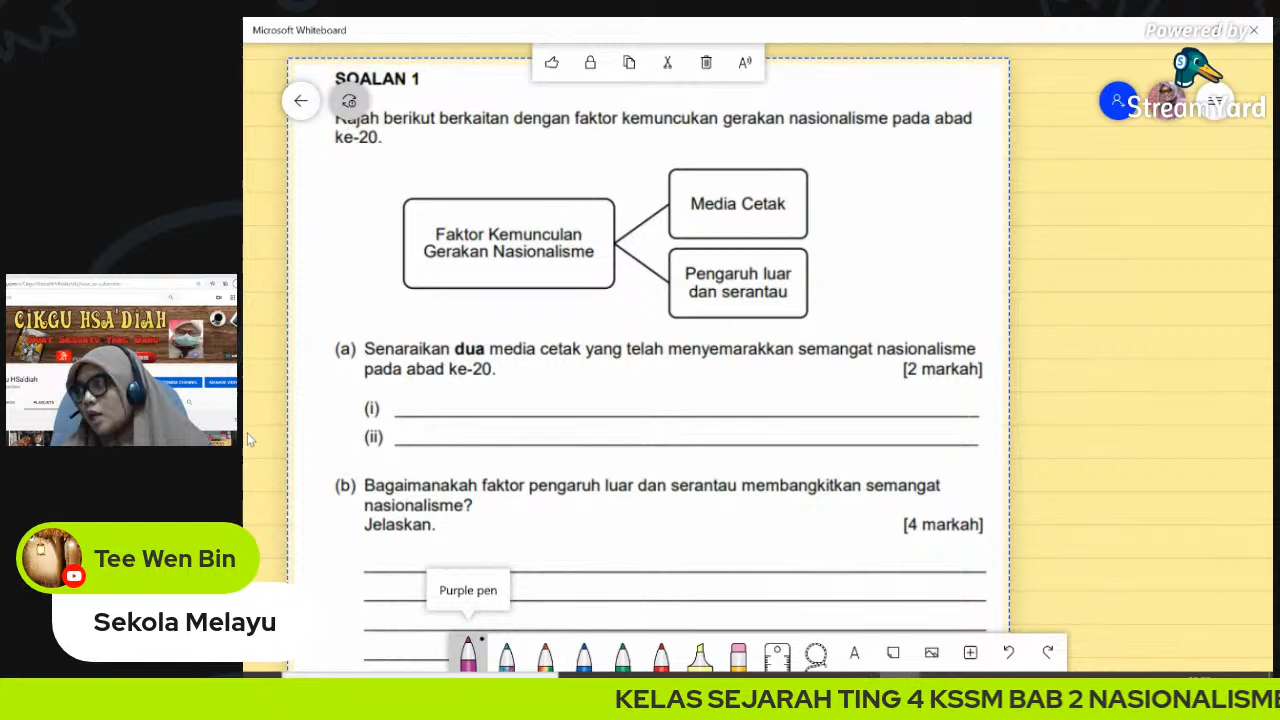 Microsoft Whiteboard
Powered by
StreamYard
SOALAN 1
Rajah berikut berkaitan dengan faktor kemuncukan gerakan nasionalisme pada abad
ke-20.
Faktor Kemunculan
Gerakan Nasionalisme
Media Cetak
Pengaruh luar
dan serantau
(a) Senaraikan dua media cetak yang telah menyemarakkan semangat nasionalisme
pada abad ke-20. [2 markah]
(i)
(ii)
(b) Bagaimanakah faktor pengaruh luar dan serantau membangkitkan semangat
nasionalisme?
Jelaskan. [4 markah]
Purple pen
CIKGU HSA'DIAH
Tee Wen Bin
Sekola Melayu
KELAS SEJARAH TING 4 KSSM BAB 2 NASIONALISME